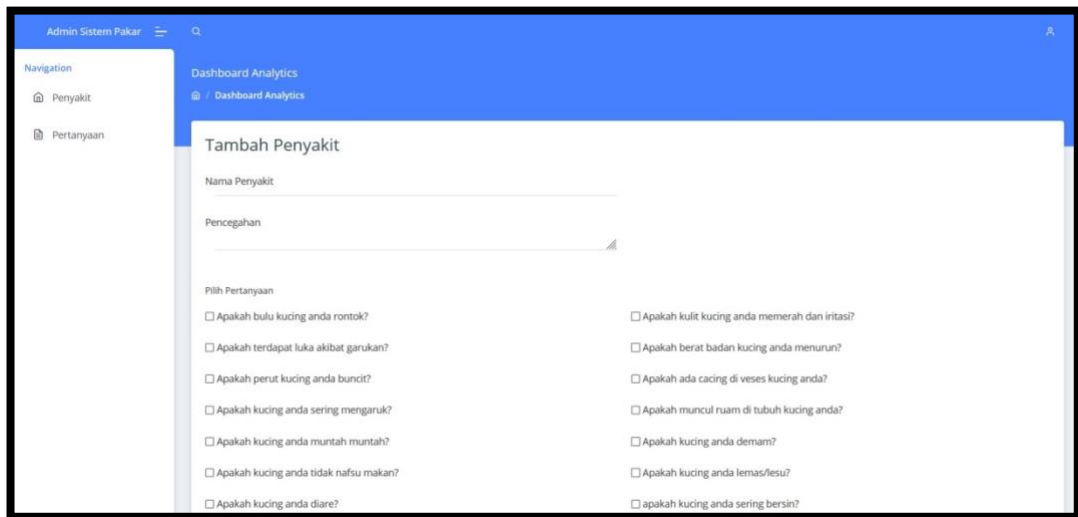 Admin Sistem Pakar
Navigation
Penyakit
Pertanyaan
Dashboard Analytics
/ Dashboard Analytics
Tambah Penyakit
Nama Penyakit
Pencegahan
Pilih Pertanyaan
Apakah bulu kucing anda rontok?
Apakah kulit kucing anda memerah dan iritasi?
Apakah terdapat luka akibat garukan?
Apakah berat badan kucing anda menurun?
Apakah perut kucing anda buncit?
Apakah ada cacing di veses kucing anda?
Apakah kucing anda sering mengaruk?
Apakah muncul ruam di tubuh kucing anda?
Apakah kucing anda muntah muntah?
Apakah kucing anda demam?
Apakah kucing anda tidak nafsu makan?
Apakah kucing anda lemas/lesu?
Apakah kucing anda diare?
apakah kucing anda sering bersin?